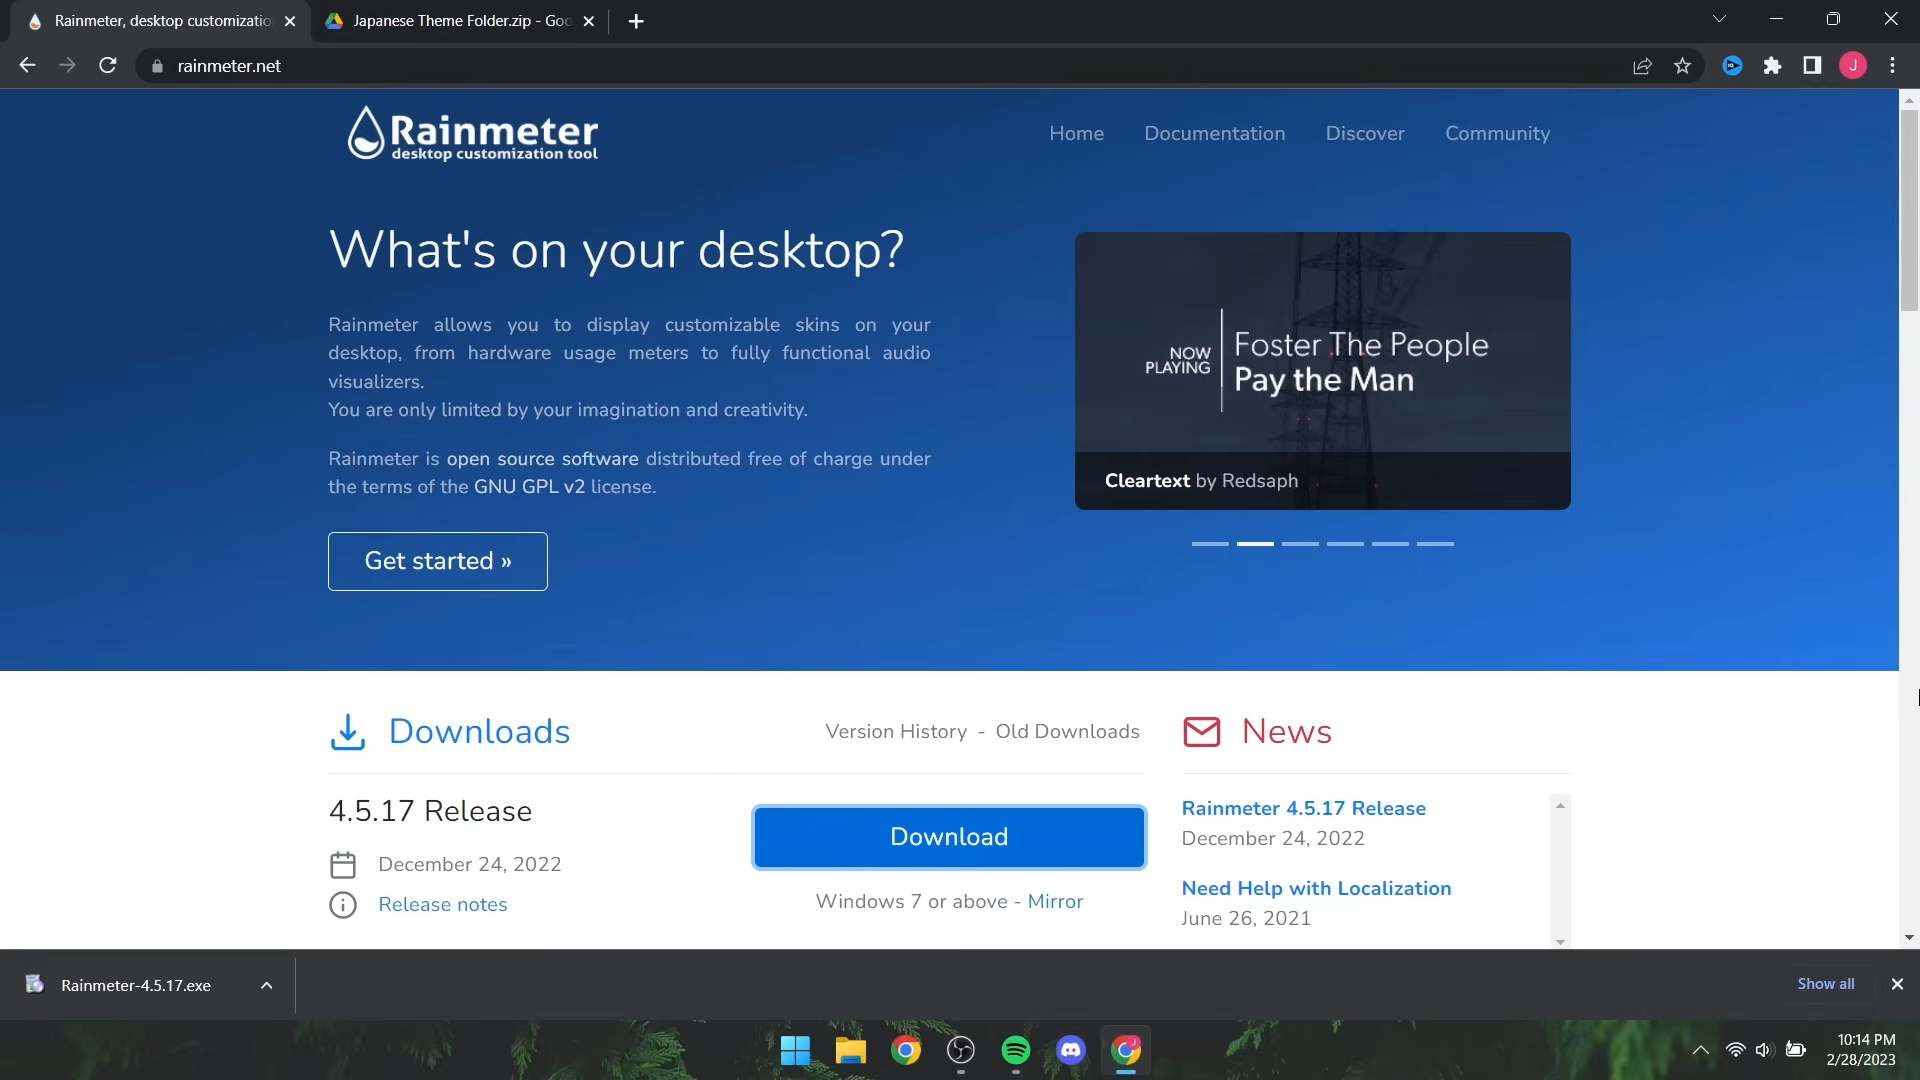 Rainmeter, desktop customizatio
Japanese Theme Folder.zip - Goo
rainmeter.net
J
Rainmeter
desktop customization tool
Home
Documentation
Discover
Community
What's on your desktop?
Rainmeter allows you to display customizable skins on your
desktop, from hardware usage meters to fully functional audio
visualizers.
You are only limited by your imagination and creativity.
Rainmeter is open source software distributed free of charge under
the terms of the GNU GPL v2 license.
Get started »
NOW
PLAYING
Foster The People
Pay the Man
Cleartext by Redsaph
Downloads
Version History - Old Downloads
4.5.17 Release
December 24, 2022
Release notes
Download
Windows 7 or above - Mirror
News
Rainmeter 4.5.17 Release
December 24, 2022
Need Help with Localization
June 26, 2021
Rainmeter-4.5.17.exe
Show all
10:14 PM
2/28/2023